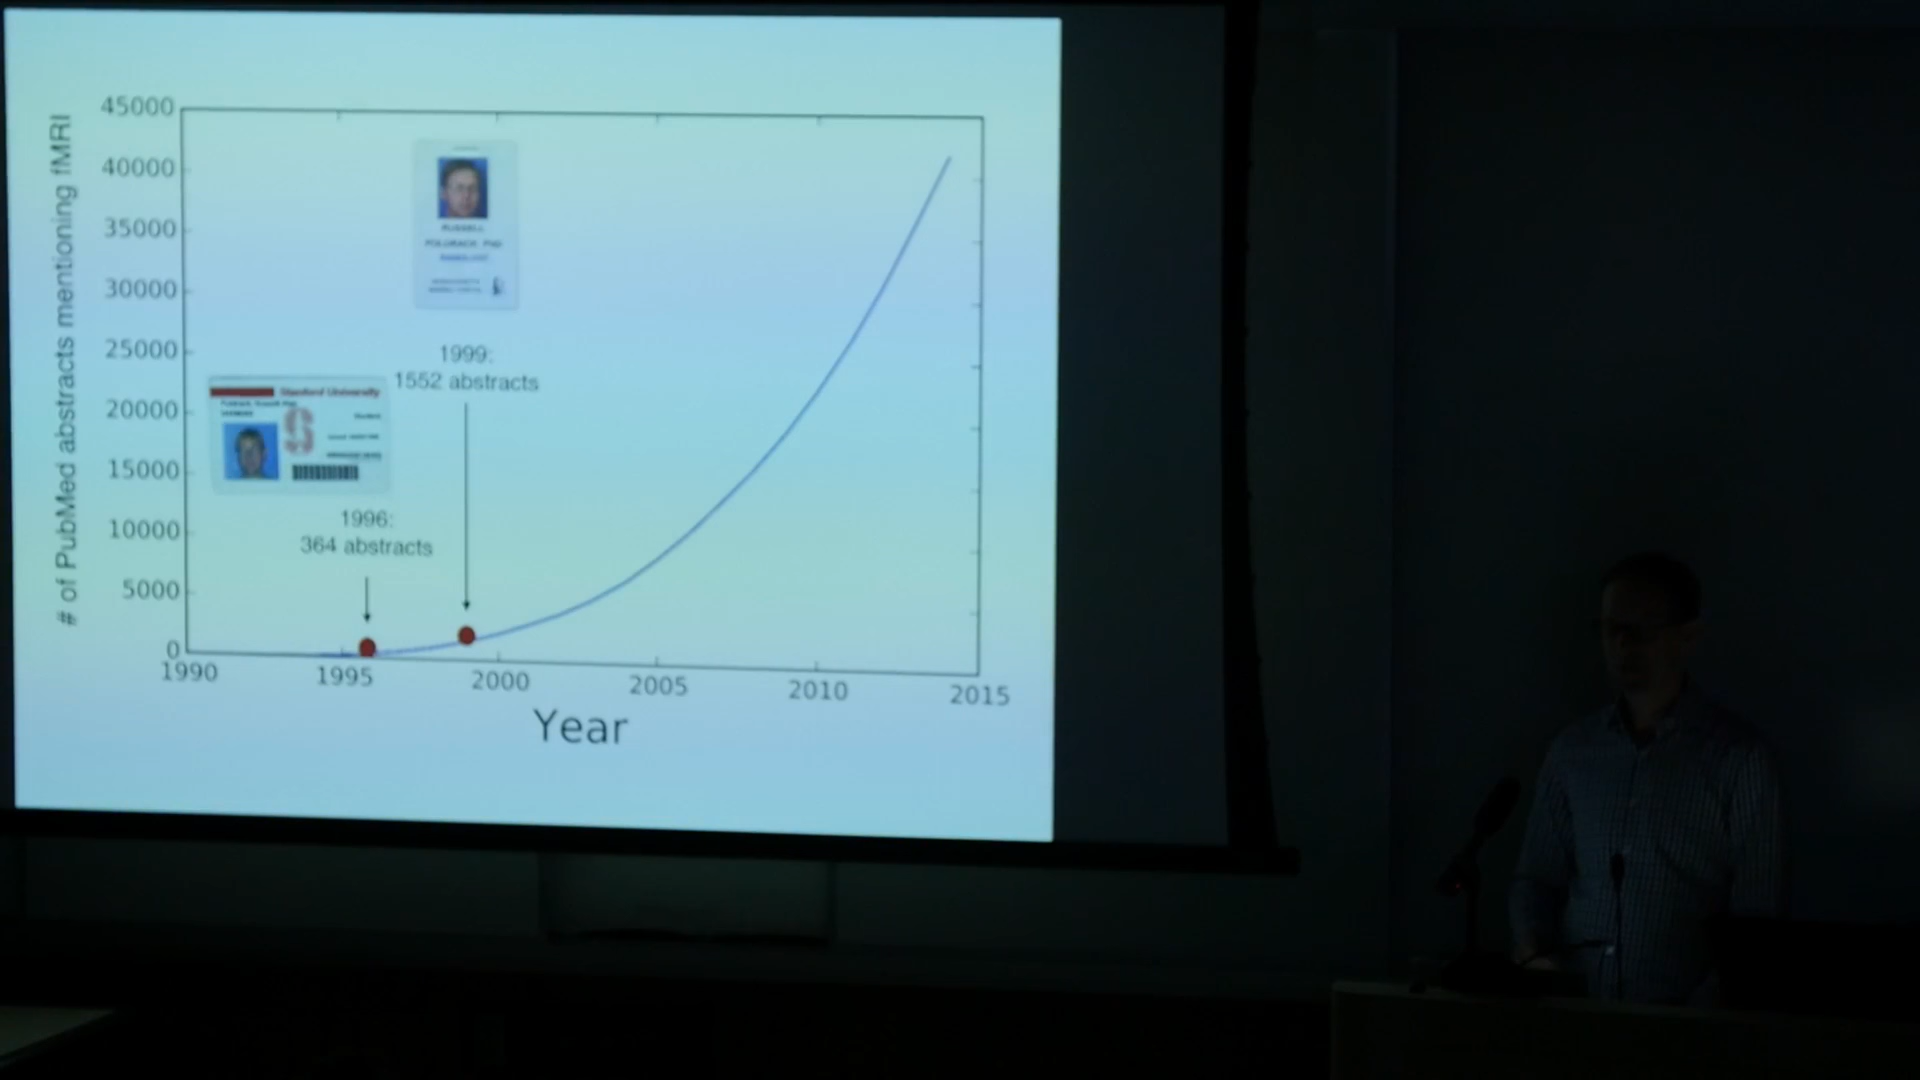 # of PubMed abstracts mentioning fMRI
45000
40000
35000
30000
25000
20000
15000
10000
5000
0
1990
1995
2000
2005
2010
2015
Year
RUSSELL
POLDRACK PhD
1999:
1552 abstracts
Stanford University
1996:
364 abstracts